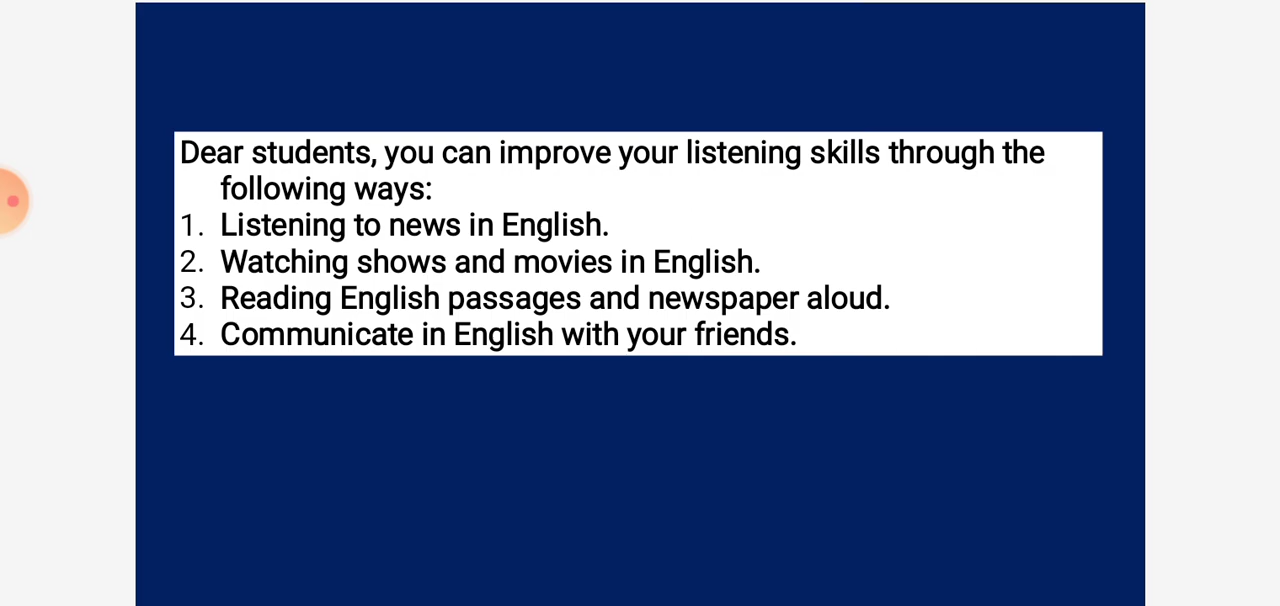 Dear students, you can improve your listening skills through the
following ways:
1. Listening to news in English.
2. Watching shows and movies in English.
3. Reading English passages and newspaper aloud.
4. Communicate in English with your friends.